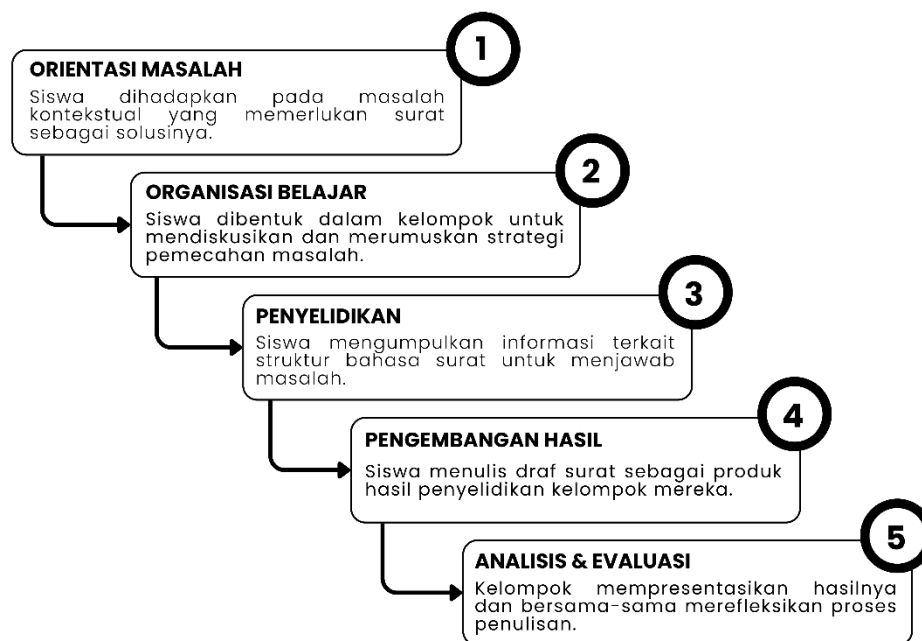 1
ORIENTASI MASALAH
Siswa dihadapkan pada masalah
kontekstual yang memerlukan surat
sebagai solusinya.
2
ORGANISASI BELAJAR
Siswa dibentuk dalam kelompok untuk
mendiskusikan dan merumuskan strategi
pemecahan masalah.
3
PENYELIDIKAN
Siswa mengumpulkan informasi terkait
struktur bahasa surat untuk menjawab
masalah.
4
PENGEMBANGAN HASIL
Siswa menulis draf surat sebagai produk
hasil penyelidikan kelompok mereka.
5
ANALISIS & EVALUASI
Kelompok mempresentasikan hasilnya
dan bersama-sama merefleksikan proses
penulisan.